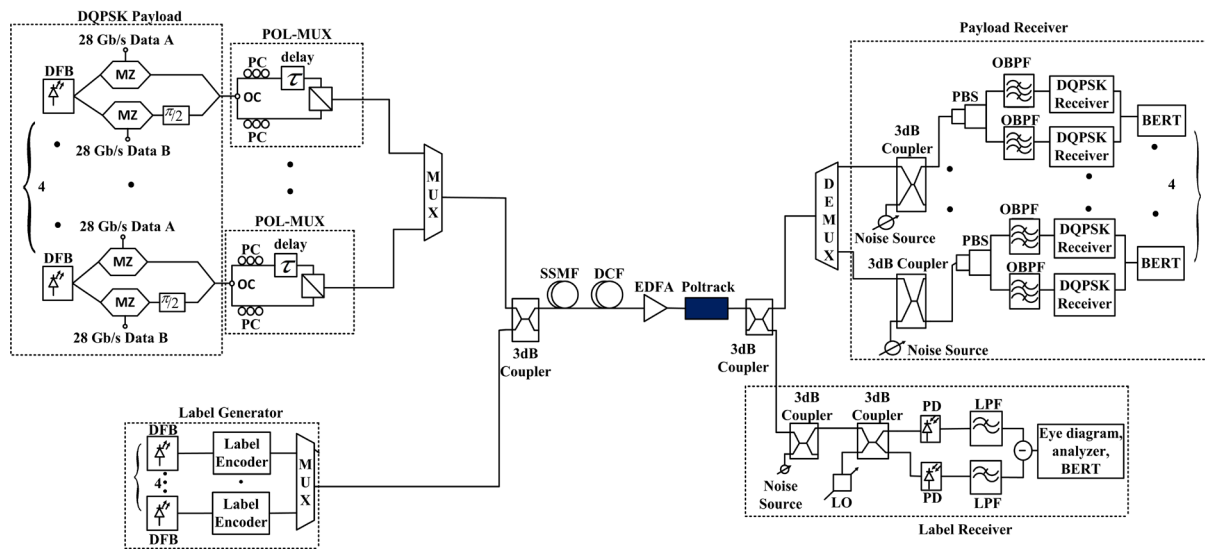 DQPSK Payload
28 Gb/s Data A
DFB
MZ
MZ
π/2
28 Gb/s Data B
4
28 Gb/s Data A
DFB
MZ
MZ
π/2
28 Gb/s Data B
POL-MUX
PC
delay
τ
OC
PC
POL-MUX
PC
delay
τ
OC
PC
MUX
Label Generator
DFB
Label
Encoder
4
Label
Encoder
DFB
MUX
3dB
Coupler
SSMF
DCF
EDFA
Poltrack
3dB
Coupler
DEMUX
Payload Receiver
3dB
Coupler
Noise Source
PBS
OBPF
DQPSK
Receiver
OBPF
DQPSK
Receiver
BERT
4
3dB Coupler
Noise Source
PBS
OBPF
DQPSK
Receiver
OBPF
DQPSK
Receiver
BERT
3dB
Coupler
Noise
Source
3dB
Coupler
LO
PD
LPF
PD
LPF
−
Eye diagram,
analyzer,
BERT
Label Receiver